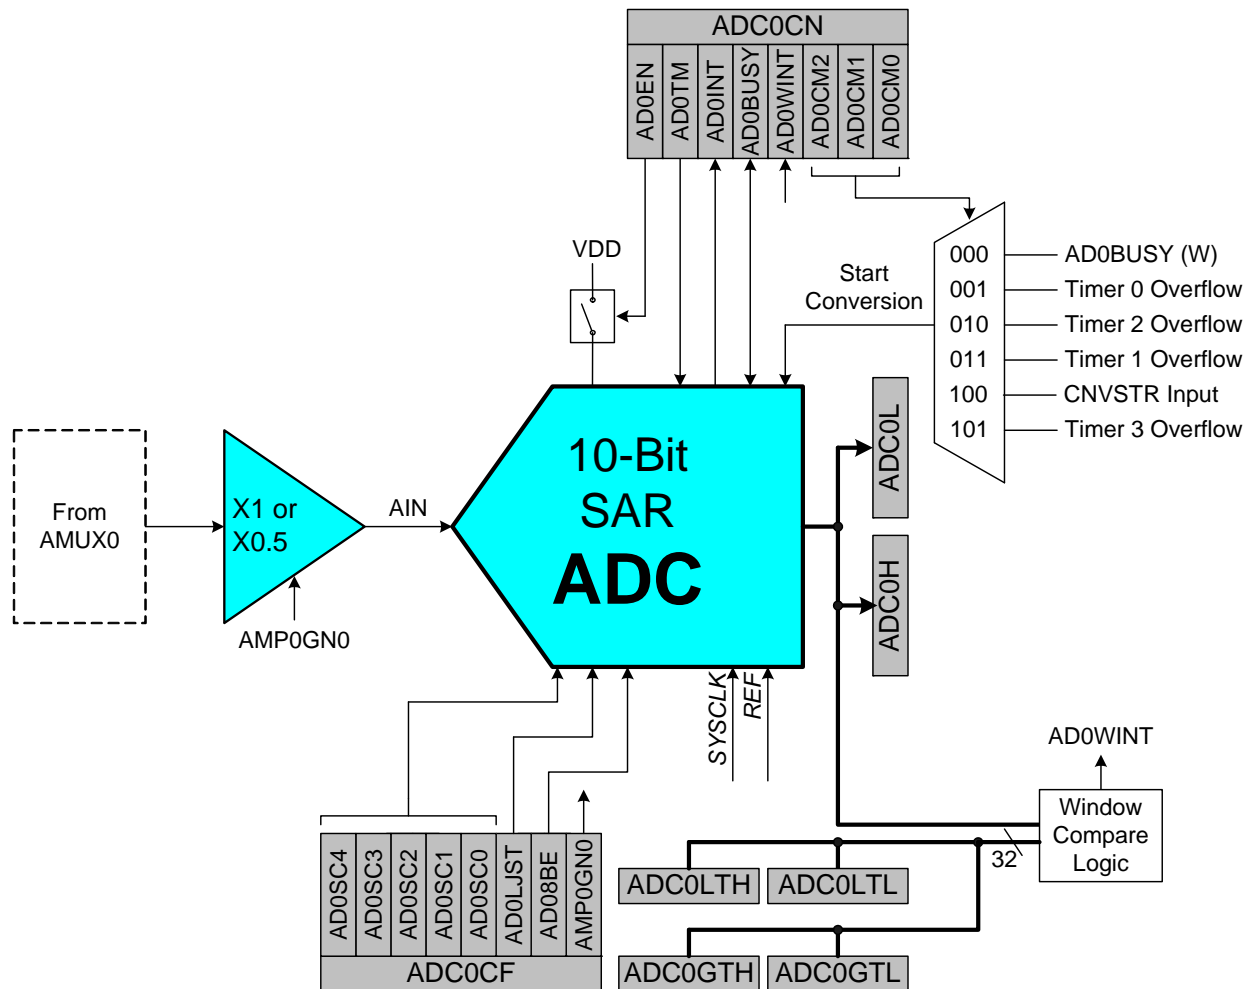 ADC0CN
AD0EN
AD0TM
AD0INT
AD0BUSY
AD0WINT
AD0CM2
AD0CM1
AD0CM0
VDD
Start
Conversion
000
AD0BUSY (W)
001
Timer 0 Overflow
010
Timer 2 Overflow
011
Timer 1 Overflow
100
CNVSTR Input
101
Timer 3 Overflow
From
AMUX0
X1 or
X0.5
AMP0GN0
AIN
10-Bit
SAR
ADC
ADC0L
ADC0H
SYSCLK
REF
AD0WINT
Window
Compare
Logic
32
ADC0LTH
ADC0LTL
ADC0GTH
ADC0GTL
AD0SC4
AD0SC3
AD0SC2
AD0SC1
AD0SC0
AD0LJST
AD08BE
AMP0GN0
ADC0CF